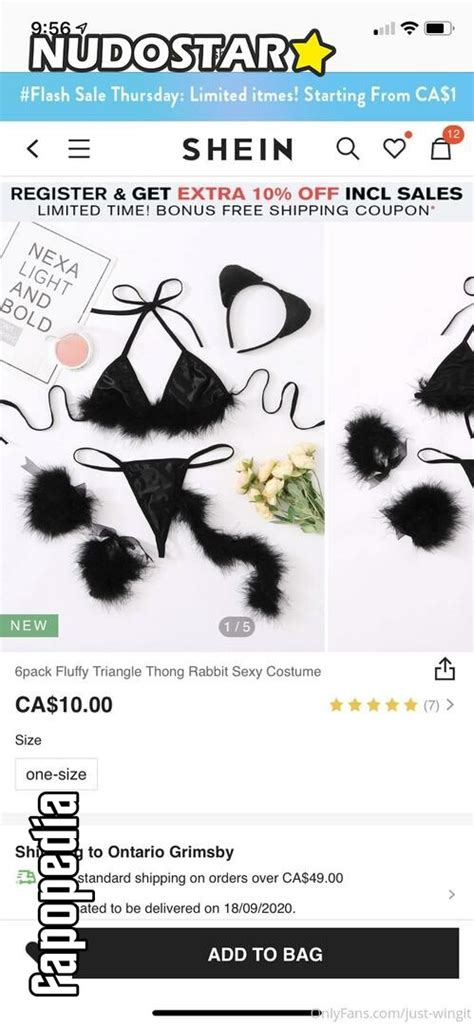 9:56
NUDOSTAR
#Flash Sale Thursday: Limited itmes! Starting From CA$1
SHEIN
12
REGISTER & GET EXTRA 10% OFF INCL SALES
LIMITED TIME! BONUS FREE SHIPPING COUPON*
NEXA
LIGHT
AND
BOLD
NEW
1/5
6pack Fluffy Triangle Thong Rabbit Sexy Costume
CA$10.00
(7)
Size
one-size
to Ontario Grimsby
standard shipping on orders over CA$49.00
to be delivered on 18/09/2020.
fapopedia
ADD TO BAG
OnlyFans.com/just-wingit